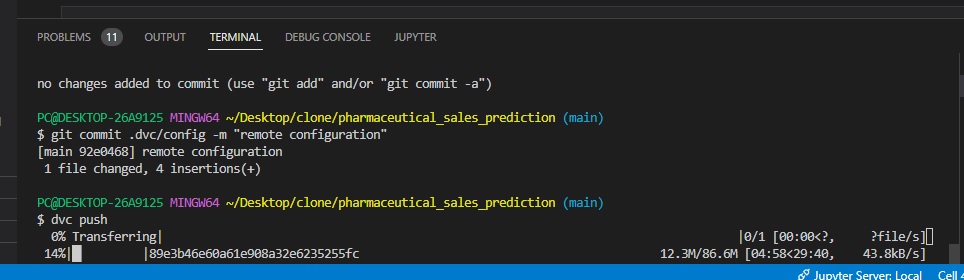 PROBLEMS 11 OUTPUT TERMINAL DEBUG CONSOLE JUPYTER
no changes added to commit (use "git add" and/or "git commit -a")
PC@DESKTOP-26A9125 MINGW64 ~/Desktop/clone/pharmaceutical_sales_prediction (main)
$ git commit .dvc/config -m "remote configuration"
[main 92e0468] remote configuration
1 file changed, 4 insertions(+)
PC@DESKTOP-26A9125 MINGW64 ~/Desktop/clone/pharmaceutical_sales_prediction (main)
$ dvc push
0% Transferring| |0/1 [00:00<?, ?file/s]
14%| |89e3b46e60a61e908a32e6235255fc 12.3M/86.6M [04:58<29:40, 43.8kB/s]
Jupyter Server: Local Cell 4